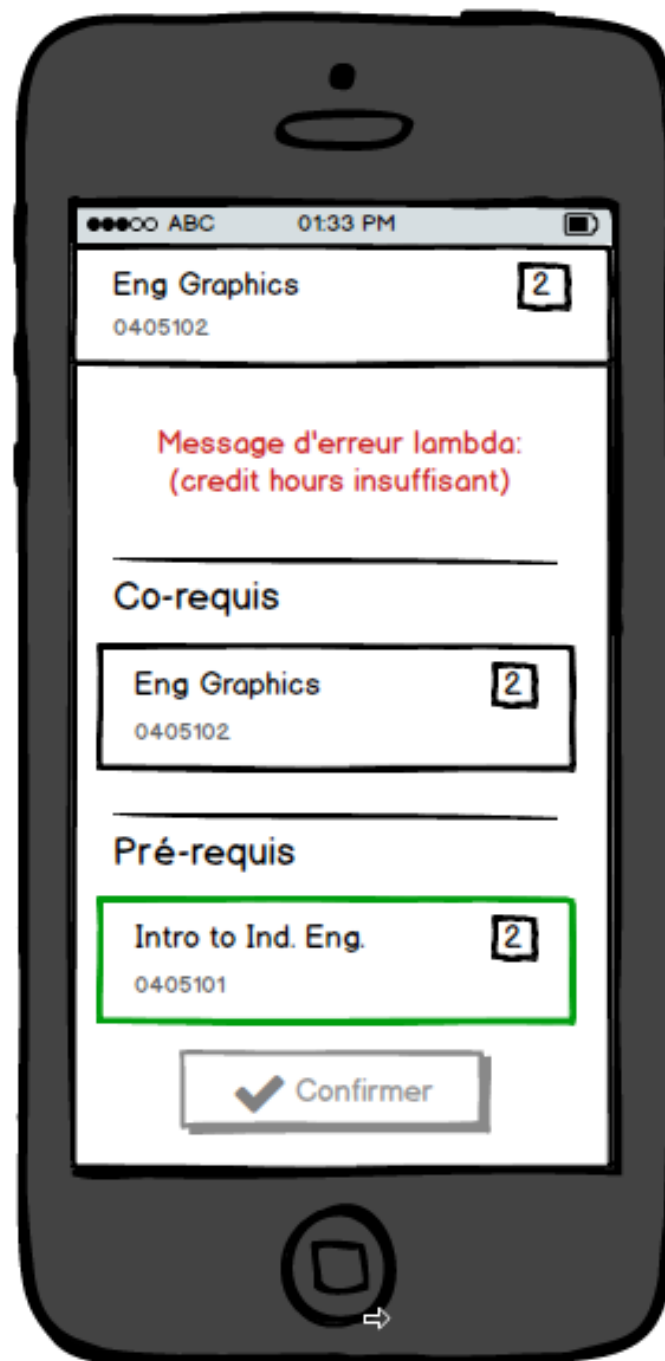 ABC 01:33 PM
Eng Graphics 2
0405102
Message d'erreur lambda:
(credit hours insuffisant)
Co-requis
Eng Graphics 2
0405102
Pré-requis
Intro to Ind. Eng. 2
0405101
Confirmer